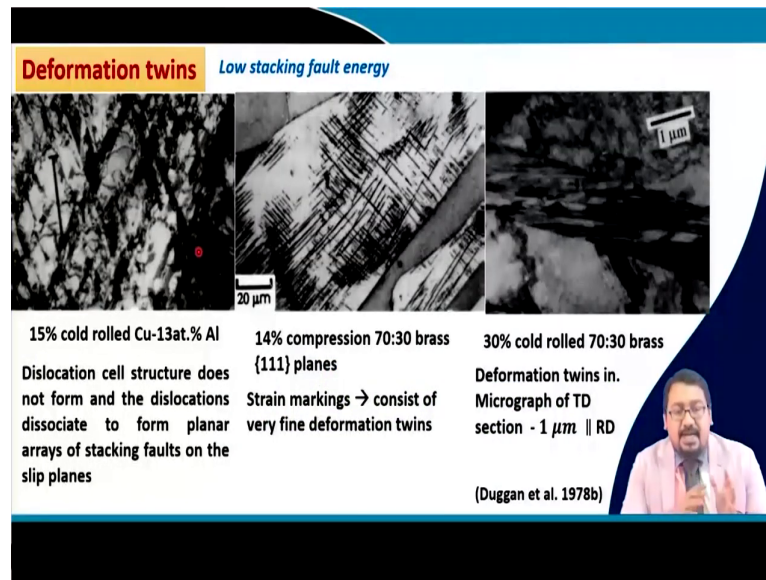 Deformation twins
Low stacking fault energy
20 μm
1 μm
15% cold rolled Cu-13at.% Al
Dislocation cell structure does
not form and the dislocations
dissociate to form planar
arrays of stacking faults on the
slip planes
14% compression 70:30 brass
{111} planes
Strain markings → consist of
very fine deformation twins
30% cold rolled 70:30 brass
Deformation twins in.
Micrograph of TD
section - 1 μm ∥ RD
(Duggan et al. 1978b)